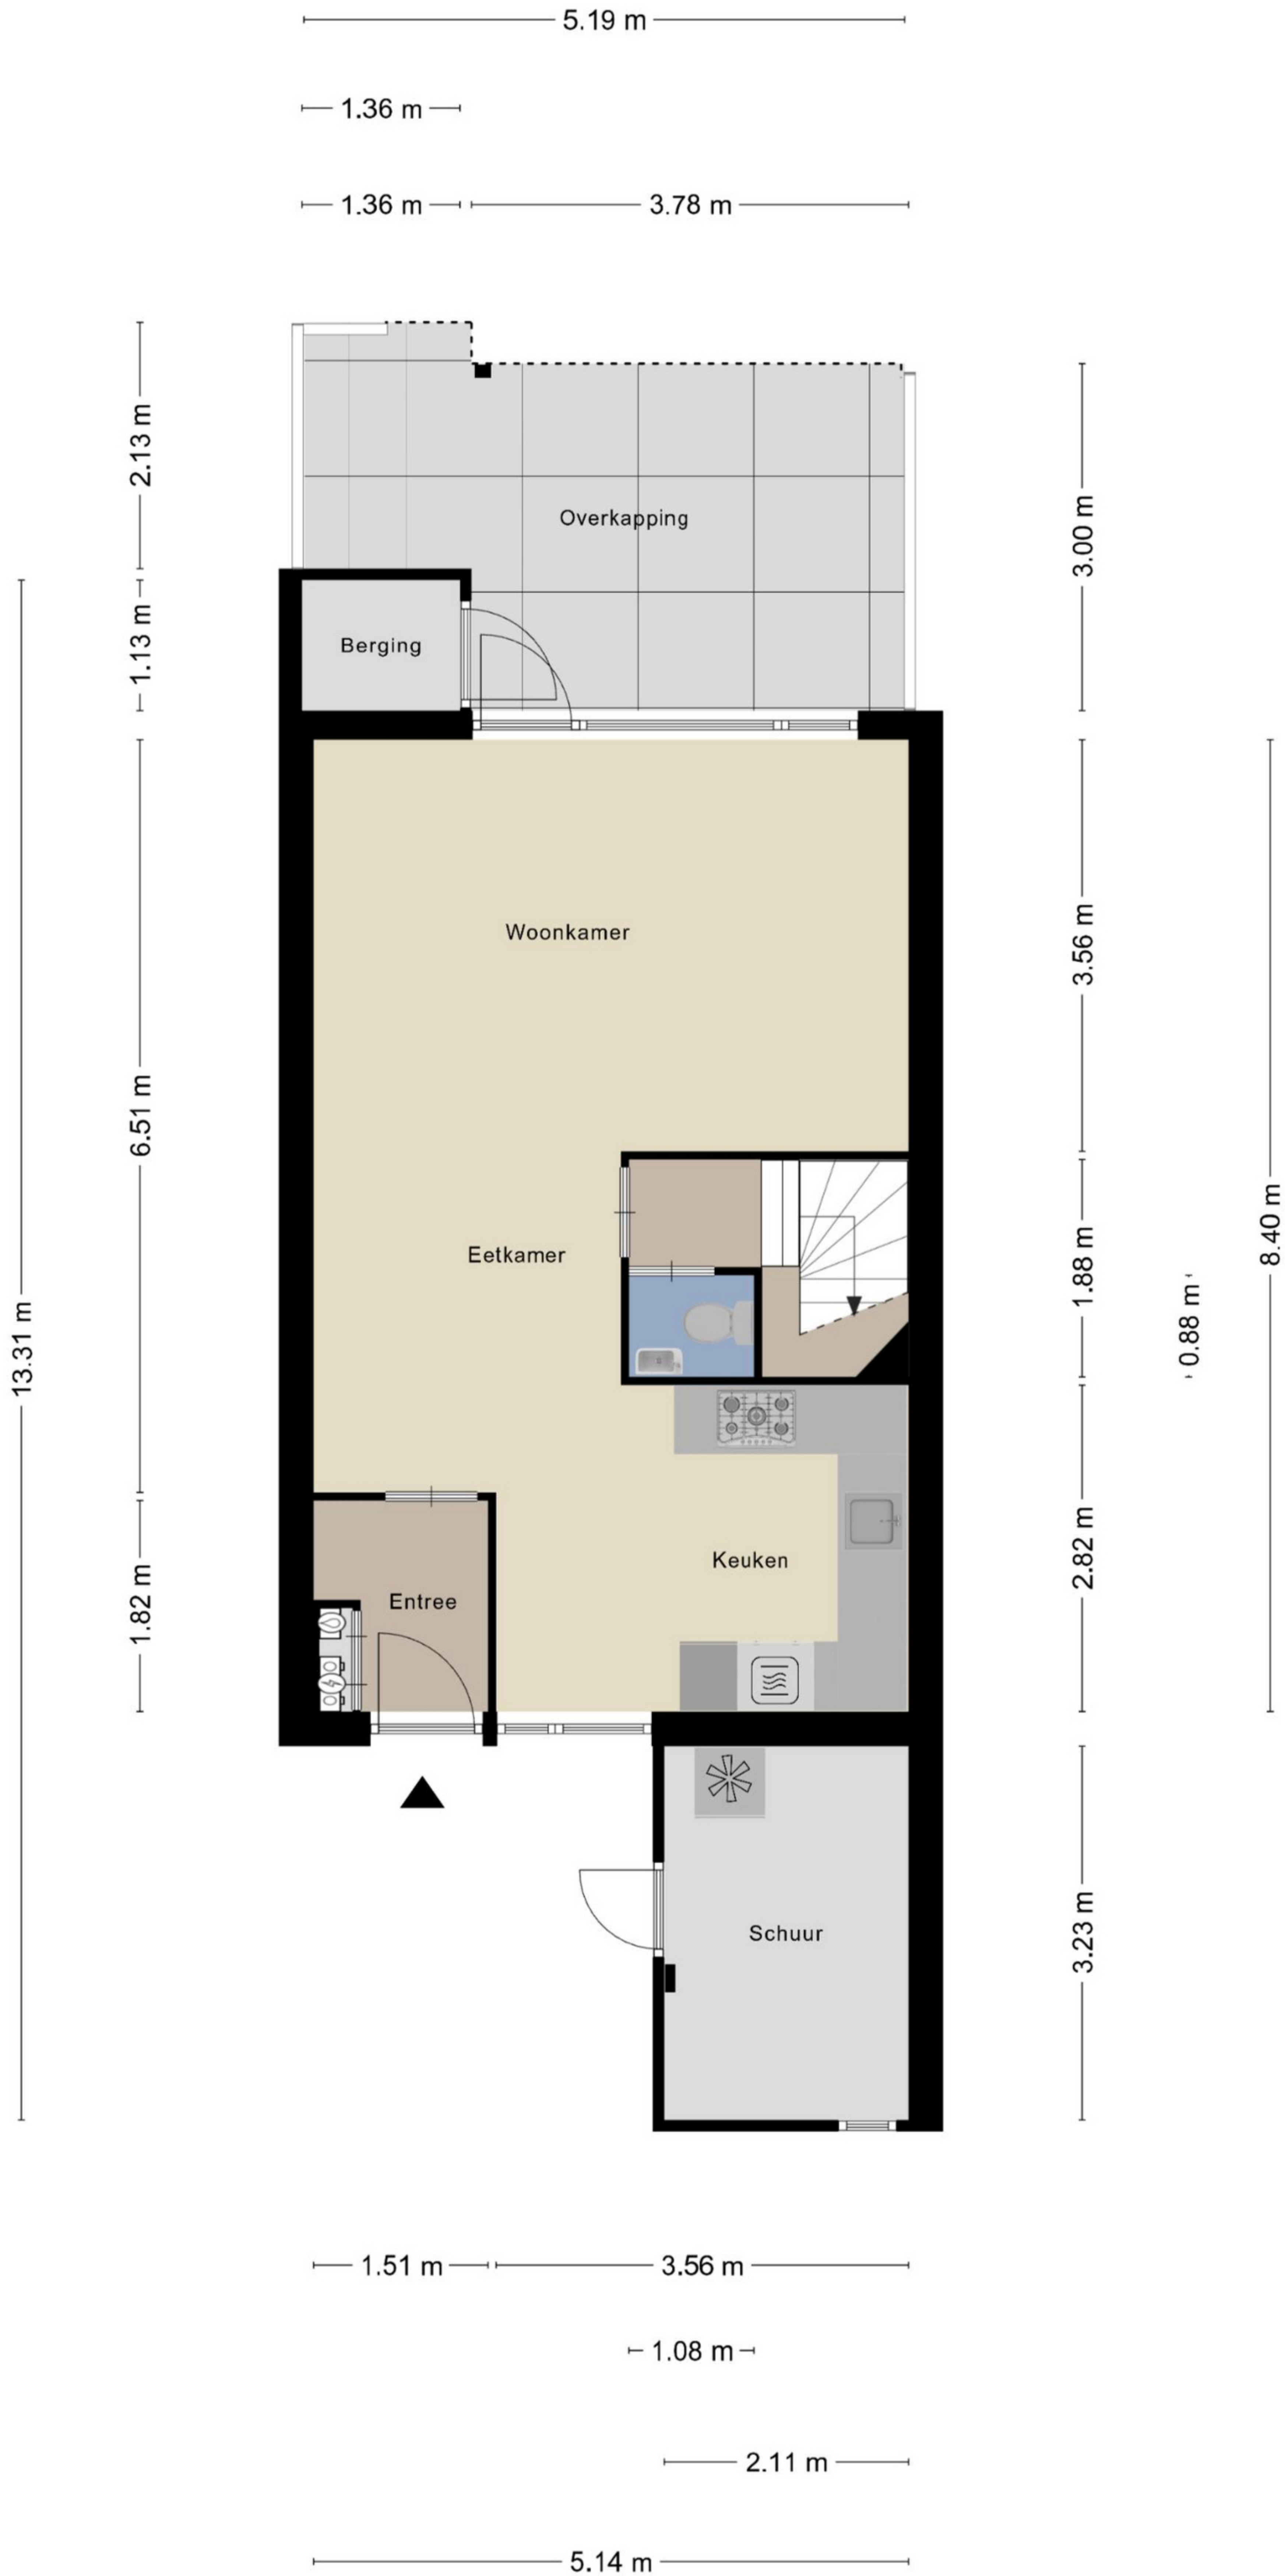 5.19 m
1.36 m
1.36 m
3.78 m
2.13 m
3.00 m
Overkapping
1.13 m
Berging
Woonkamer
3.56 m
6.51 m
Eetkamer
1.88 m
8.40 m
0.88 m
13.31 m
Keuken
2.82 m
Entree
1.82 m
Schuur
3.23 m
1.51 m
3.56 m
1.08 m
2.11 m
5.14 m